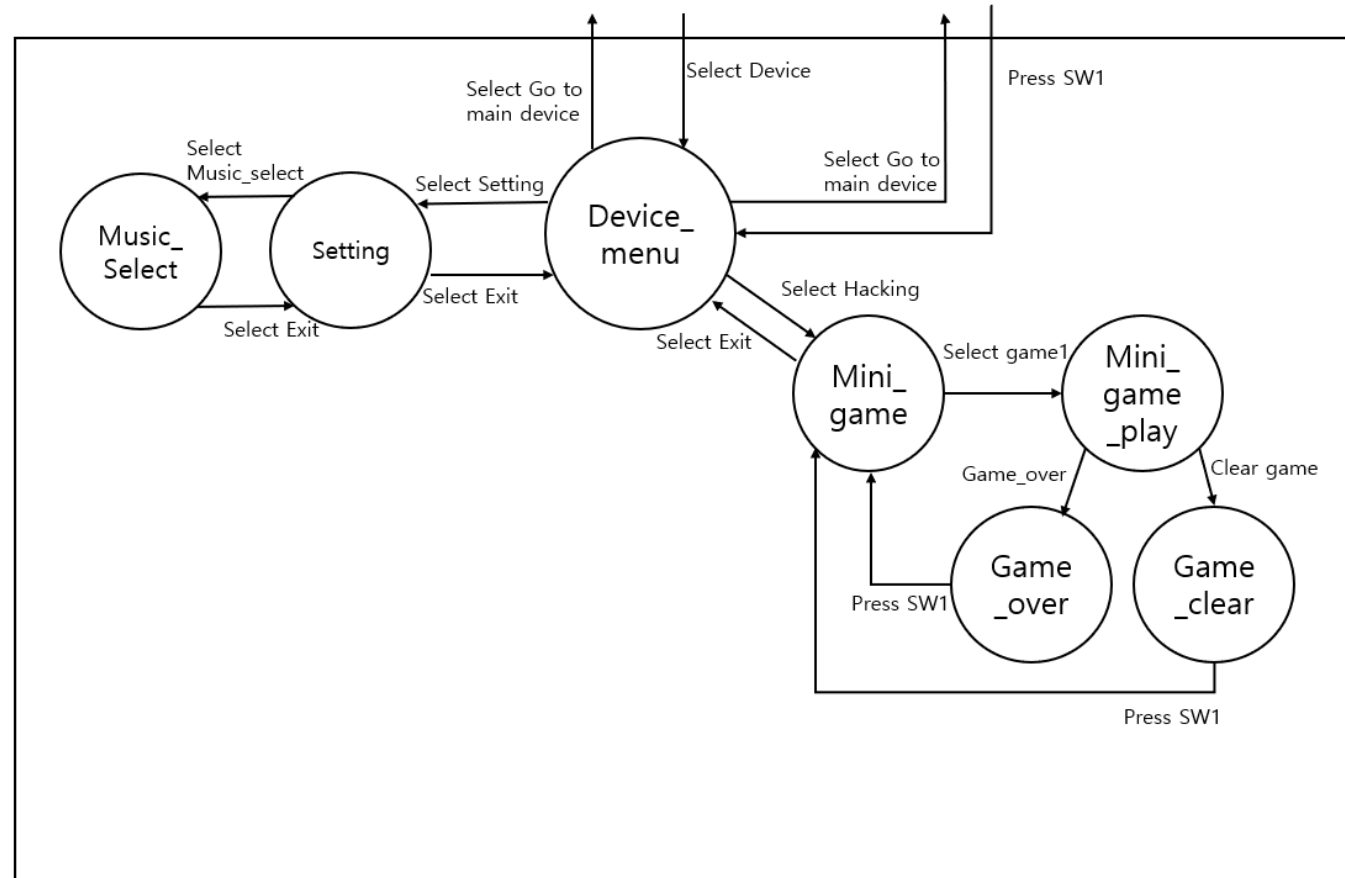 Select Go to
main device
Select Device
Press SW1
Select
Music_select
Select Setting
Select Go to
main device
Music_
Select
Setting
Device_
menu
Select Exit
Select Exit
Select Hacking
Select Exit
Mini_
game
Select game1
Mini_
game
_play
Game_over
Clear game
Game
_over
Game
_clear
Press SW1
Press SW1